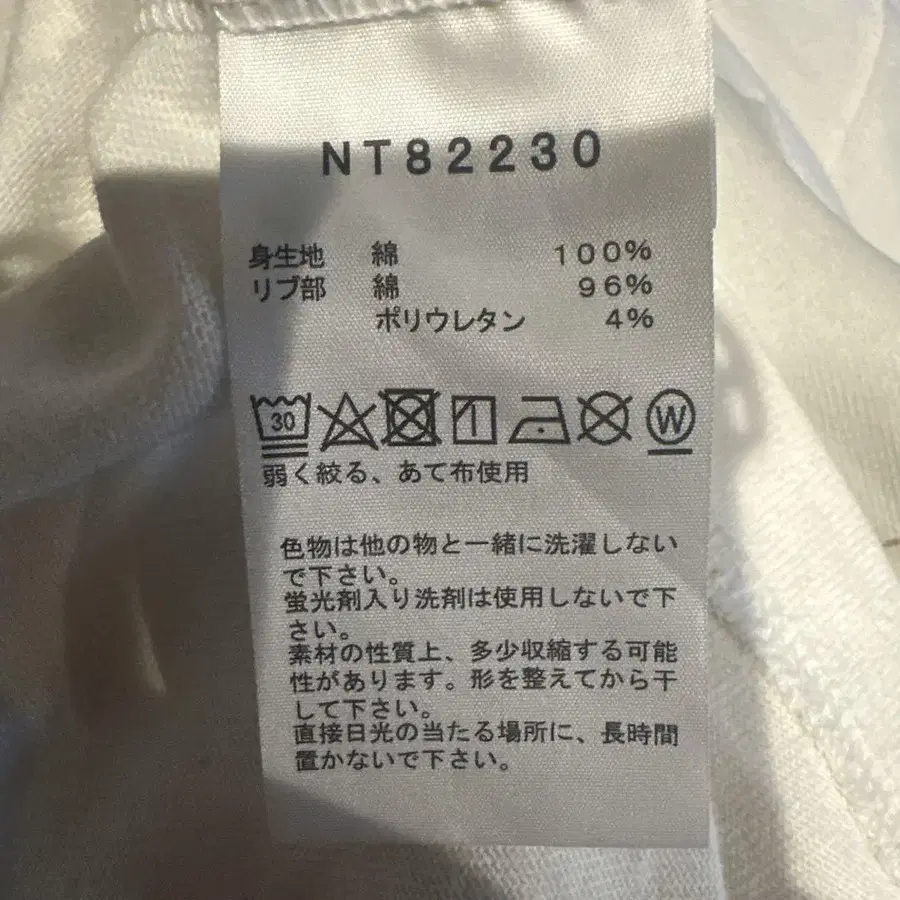 NT82230
身生地 綿 100%
リブ部 綿 96%
ポリウレタン 4%
30 W
弱く絞る、あて布使用
色物は他の物と一緒に洗濯しない
で下さい。
蛍光剤入り洗剤は使用しないで下
さい。
素材の性質上、多少収縮する可能
性があります。形を整えてから干
して下さい。
直接日光の当たる場所に、長時間
置かないで下さい。